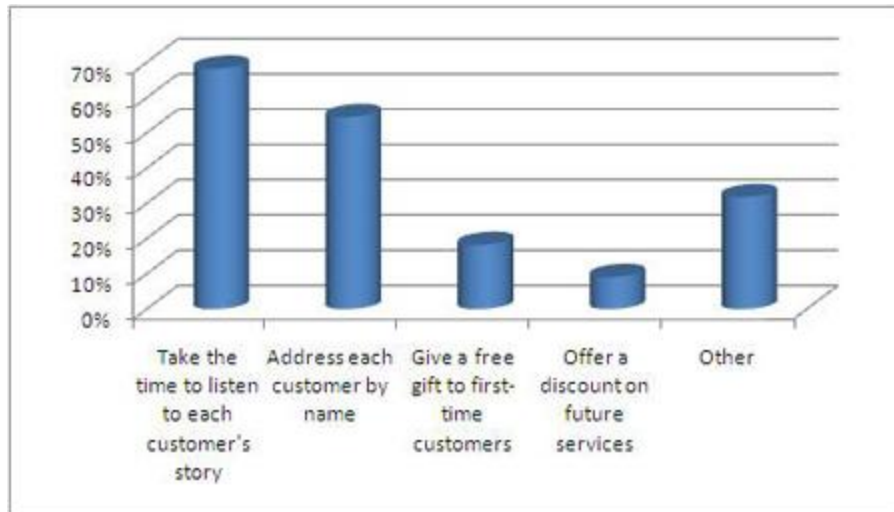 70%
60%
50%
40%
30%
20%
10%
0%
Take the
time to listen
to each
customer's
story
Address each
customer by
name
Give a free
gift to first-
time
customers
Offer a
discount on
future
services
Other